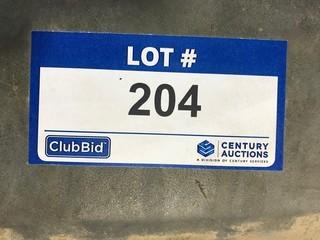 LOT #
204
ClubBid
CENTURY
AUCTIONS
A DIVISION OF CENTURY SERVICES